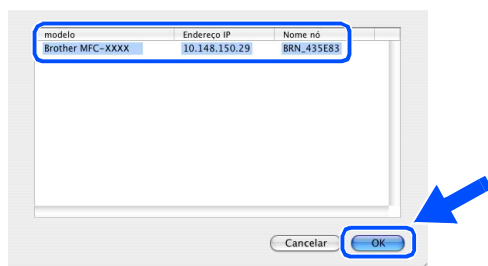 modelo Endereço IP Nome nó
Brother MFC-XXXX 10.148.150.29 BRN_435E83
Cancelar OK